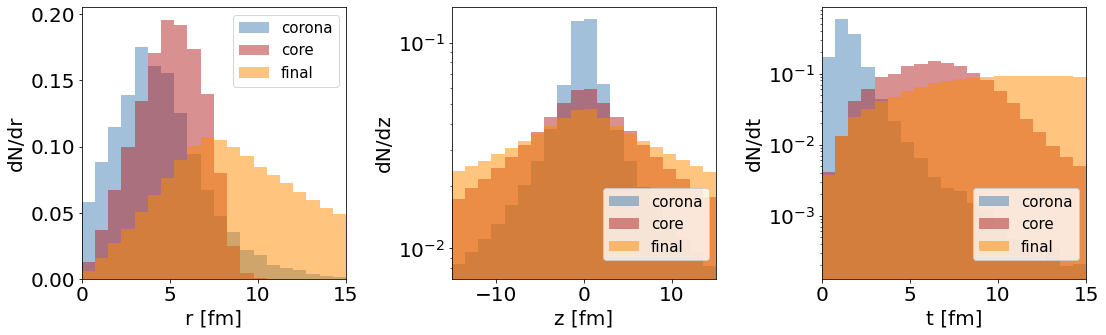 dN/dr
0.20
0.15
0.10
0.05
0.00
0
5
10
15
r [fm]
corona
core
final
dN/dz
10⁻¹
10⁻²
−10
0
10
z [fm]
corona
core
final
dN/dt
10⁻¹
10⁻²
10⁻³
0
5
10
15
t [fm]
corona
core
final